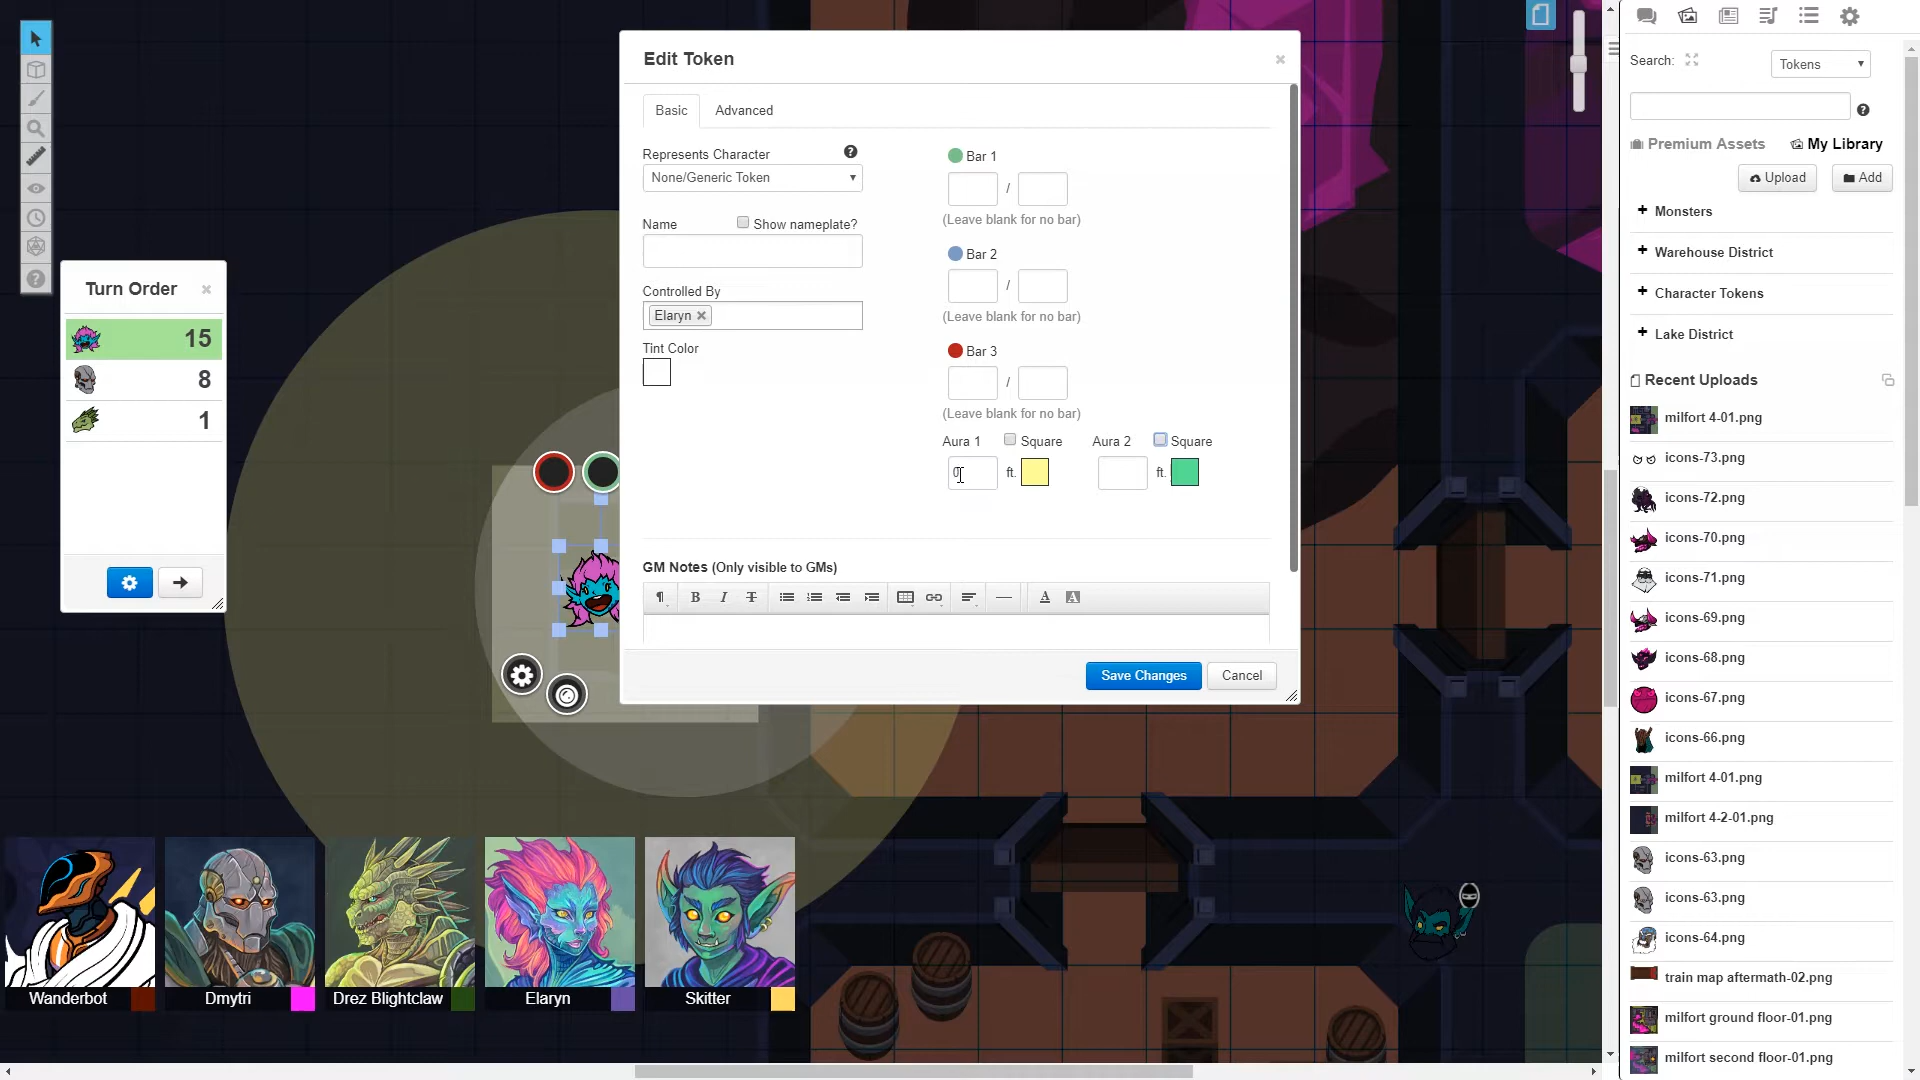 Edit Token
Basic
Advanced
Represents Character
None/Generic Token
Name
Show nameplate?
Controlled By
Elaryn
Tint Color
Bar 1
/
(Leave blank for no bar)
Bar 2
/
(Leave blank for no bar)
Bar 3
/
(Leave blank for no bar)
Aura 1
Square
Aura 2
Square
ft.
ft.
GM Notes (Only visible to GMs)
Save Changes
Cancel
Turn Order
15
8
1
Wanderbot
Dmytri
Drez Blightclaw
Elaryn
Skitter
Search:
Tokens
Premium Assets
My Library
Upload
Add
Monsters
Warehouse District
Character Tokens
Lake District
Recent Uploads
milfort 4-01.png
icons-73.png
icons-72.png
icons-70.png
icons-71.png
icons-69.png
icons-68.png
icons-67.png
icons-66.png
milfort 4-01.png
milfort 4-2-01.png
icons-63.png
icons-63.png
icons-64.png
train map aftermath-02.png
milfort ground floor-01.png
milfort second floor-01.png